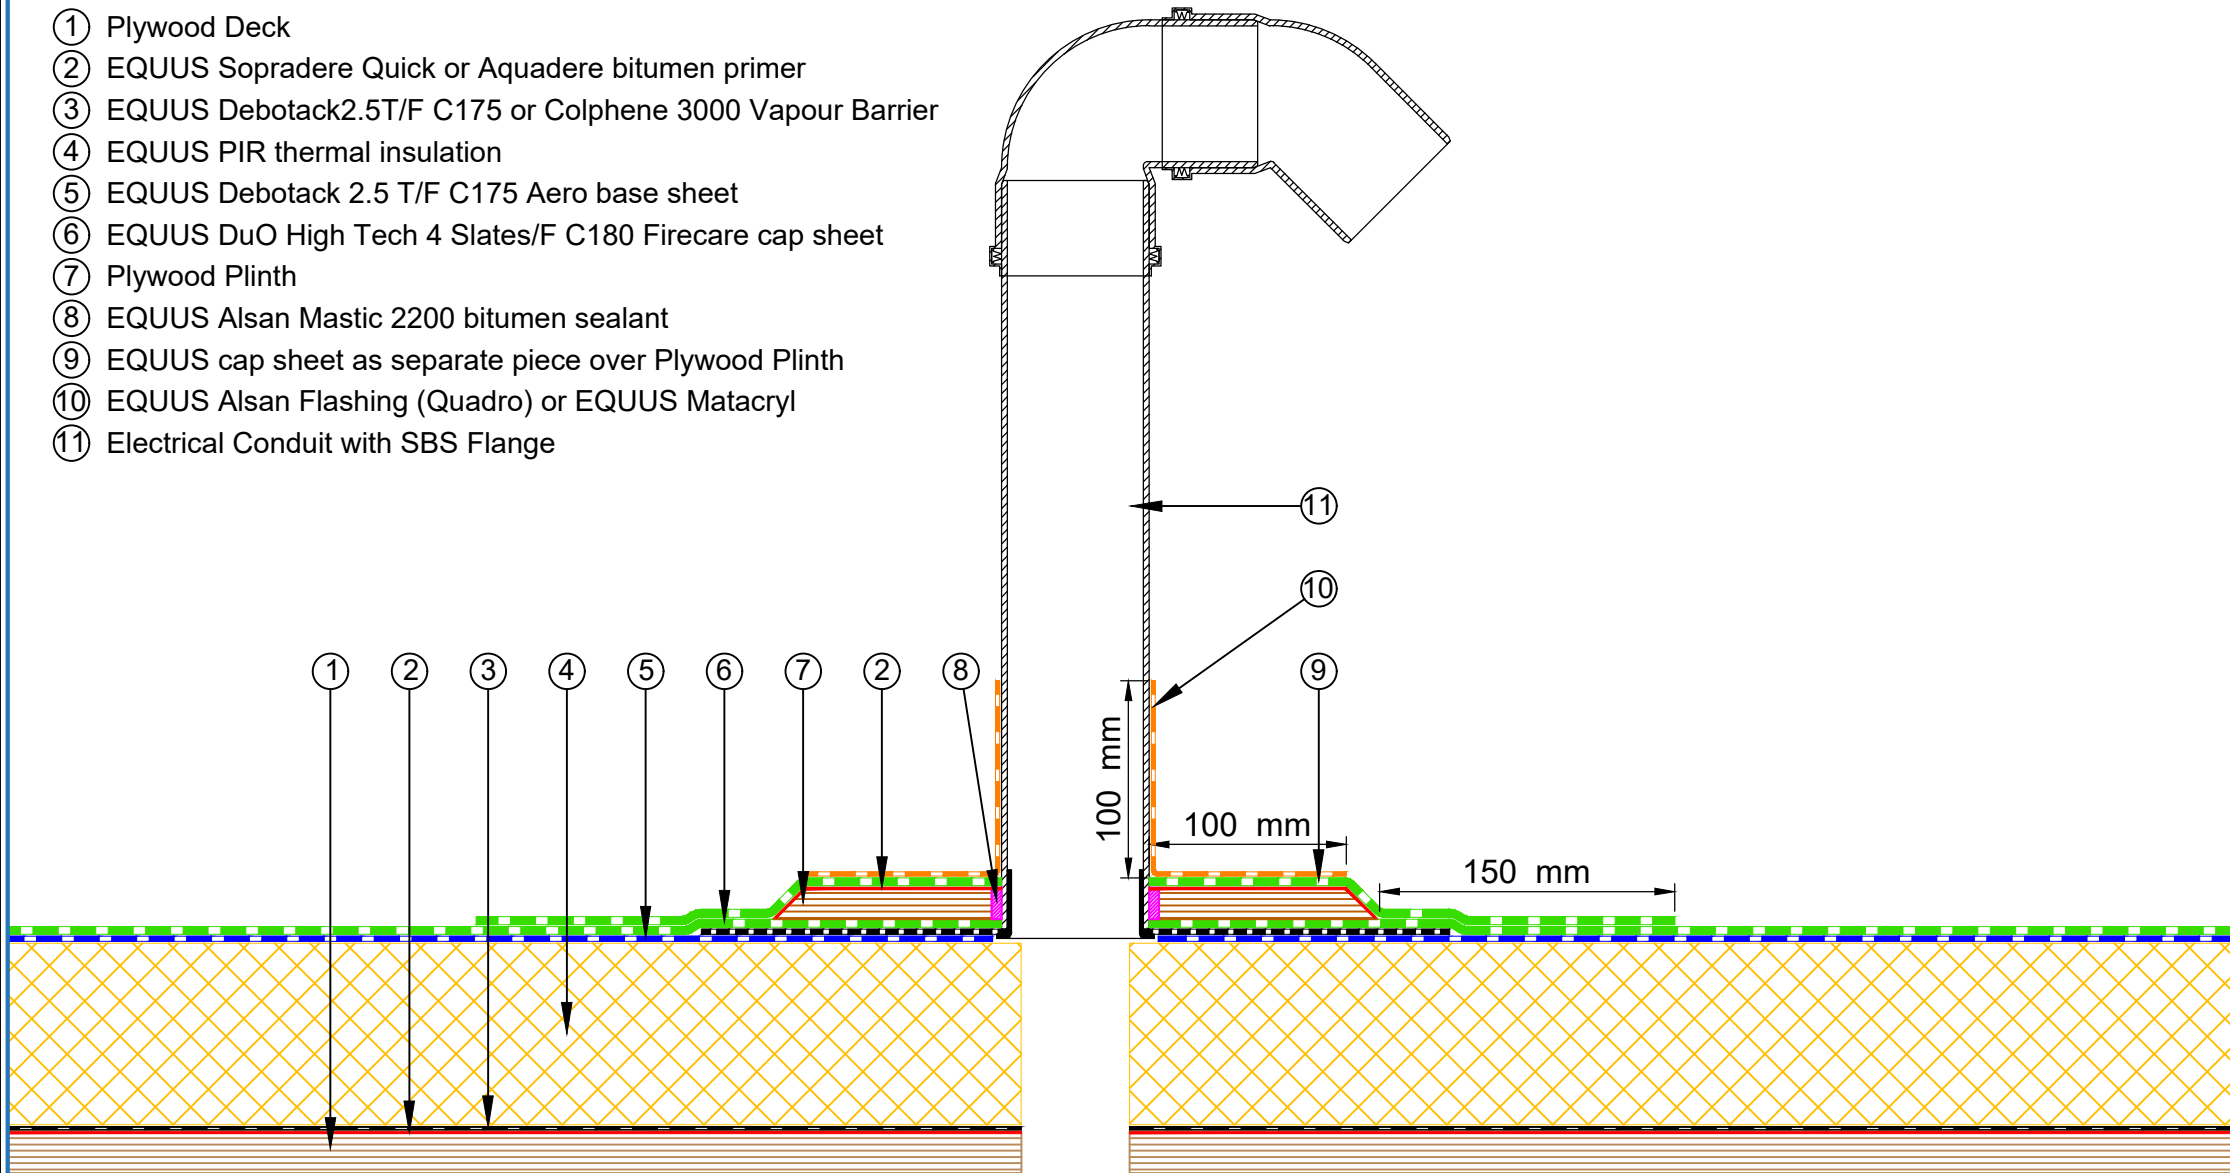 1 Plywood Deck
2 EQUUS Sopradere Quick or Aquadere bitumen primer
3 EQUUS Debotack2.5T/F C175 or Colphene 3000 Vapour Barrier
4 EQUUS PIR thermal insulation
5 EQUUS Debotack 2.5 T/F C175 Aero base sheet
6 EQUUS DuO High Tech 4 Slates/F C180 Firecare cap sheet
7 Plywood Plinth
8 EQUUS Alsan Mastic 2200 bitumen sealant
9 EQUUS cap sheet as separate piece over Plywood Plinth
10 EQUUS Alsan Flashing (Quadro) or EQUUS Matacryl
11 Electrical Conduit with SBS Flange
11
10
1 2 3 4 5 6 7 2 8 9
100 mm
100 mm
150 mm